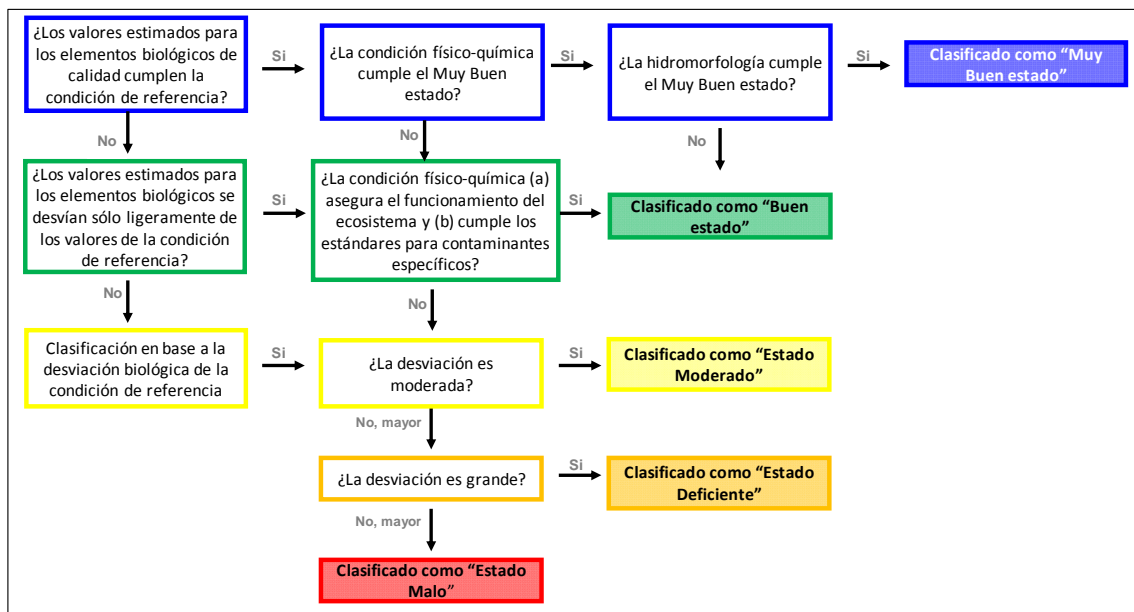 ¿Los valores estimados para
los elementos biológicos de
calidad cumplen la
condición de referencia?
Si
¿La condición físico-química
cumple el Muy Buen
estado?
Si
¿La hidromorfología cumple
el Muy Buen estado?
Si
Clasificado como “Muy
Buen estado”
No
No
No
¿Los valores estimados para
los elementos biológicos se
desvían sólo ligeramente de
los valores de la condición
de referencia?
Si
¿La condición físico-química (a)
asegura el funcionamiento del
ecosistema y (b) cumple los
estándares para contaminantes
específicos?
Si
Clasificado como “Buen
estado”
No
No
Clasificación en base a la
desviación biológica de la
condición de referencia
Si
¿La desviación es
moderada?
Si
Clasificado como “Estado
Moderado”
No, mayor
¿La desviación es grande?
Si
Clasificado como “Estado
Deficiente”
No, mayor
Clasificado como “Estado
Malo”